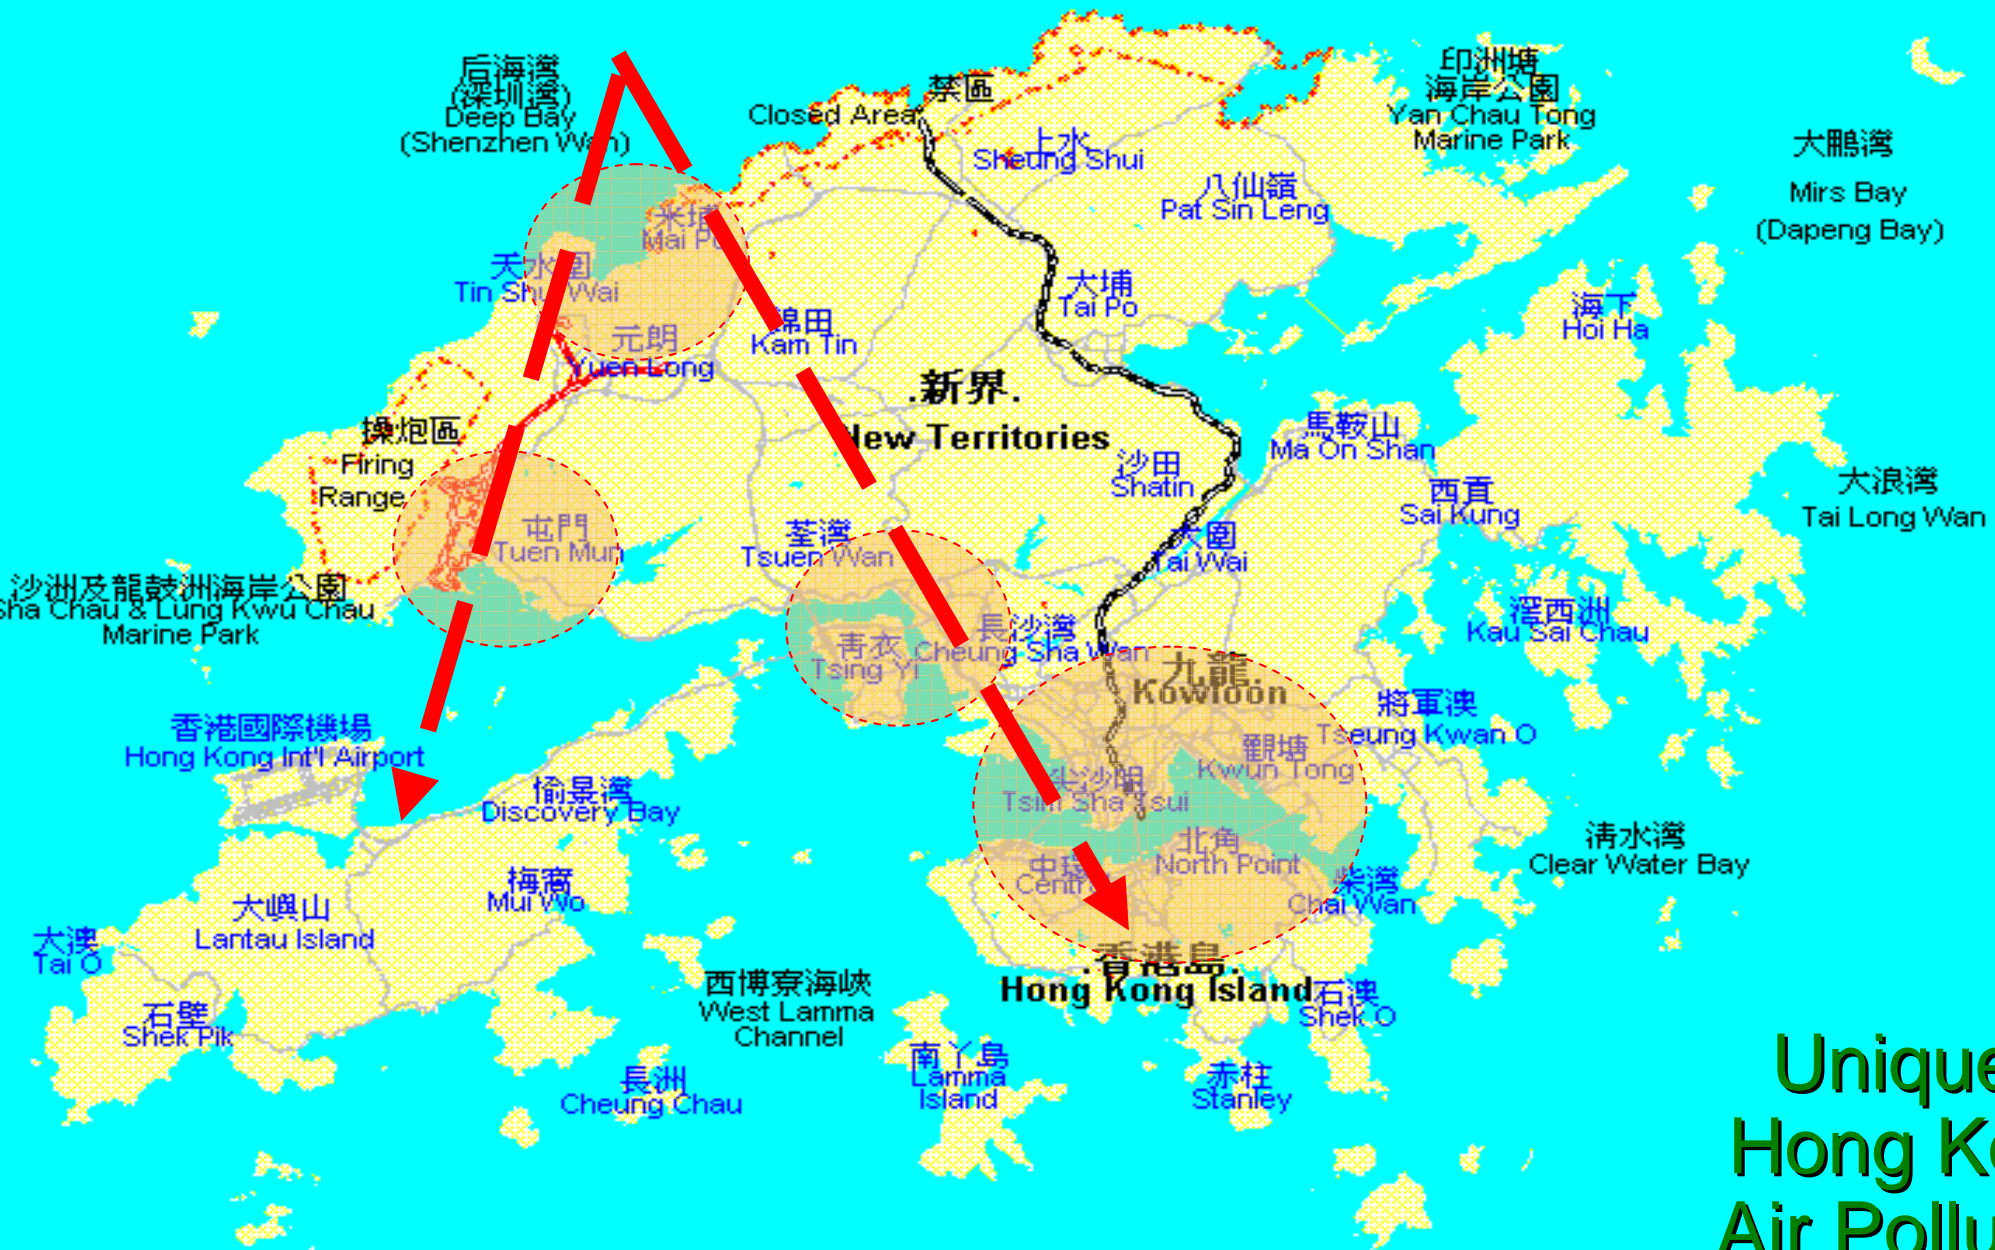 后海灣
(深圳灣)
Deep Bay
(Shenzhen Wan)
禁區
Closed Area
上水
Sheung Shui
八仙嶺
Pat Sin Leng
印洲塘
海岸公園
Yan Chau Tong
Marine Park
大鵬灣
Mirs Bay
(Dapeng Bay)
米埔
Mai Po
天水圍
Tin Shui Wai
元朗
Yuen Long
錦田
Kam Tin
大埔
Tai Po
海下
Hoi Ha
.新界.
New Territories
操炮區
Firing
Range
沙田
Shatin
馬鞍山
Ma On Shan
西貢
Sai Kung
大浪灣
Tai Long Wan
屯門
Tuen Mun
荃灣
Tsuen Wan
大圍
Tai Wai
沙洲及龍鼓洲海岸公園
Sha Chau & Lung Kwu Chau
Marine Park
青衣
Tsing Yi
長沙灣
Cheung Sha Wan
滘西洲
Kau Sai Chau
九龍.
Kowloon
香港國際機場
Hong Kong Int'l Airport
將軍澳
Tseung Kwan O
觀塘
Kwun Tong
愉景灣
Discovery Bay
尖沙咀
Tsim Sha Tsui
北角
North Point
中環
Central
柴灣
Chai Wan
清水灣
Clear Water Bay
梅窩
Mui Wo
大嶼山
Lantau Island
大澳
Tai O
.香港島.
Hong Kong Island
石澳
Shek O
石壁
Shek Pik
西博寮海峽
West Lamma
Channel
南丫島
Lamma
Island
長洲
Cheung Chau
赤柱
Stanley
Unique
Hong
Air